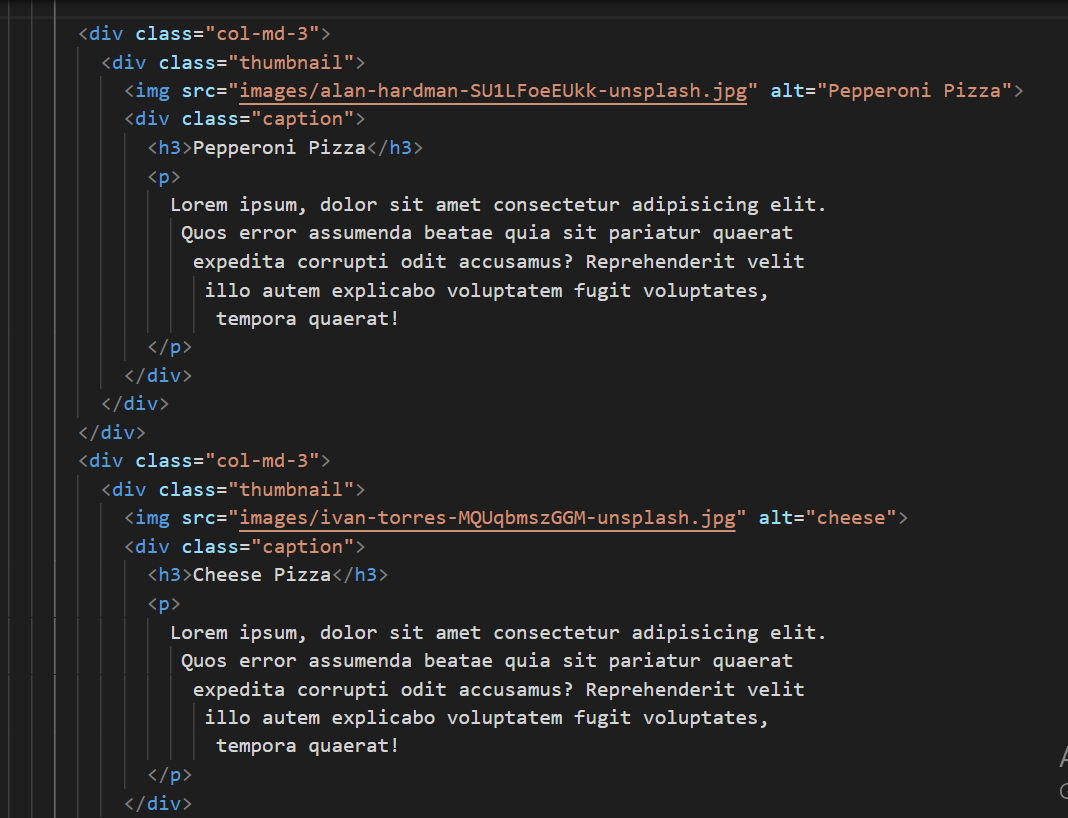 <div class="col-md-3">
<div class="thumbnail">
<img src="images/alan-hardman-SU1LFoeEUkk-unsplash.jpg" alt="Pepperoni Pizza">
<div class="caption">
<h3>Pepperoni Pizza</h3>
<p>
Lorem ipsum, dolor sit amet consectetur adipisicing elit.
Quos error assumenda beatae quia sit pariatur quaerat
expedita corrupti odit accusamus? Reprehenderit velit
illo autem explicabo voluptatem fugit voluptates,
tempora quaerat!
</p>
</div>
</div>
</div>
<div class="col-md-3">
<div class="thumbnail">
<img src="images/ivan-torres-MQUqbmszGGM-unsplash.jpg" alt="cheese">
<div class="caption">
<h3>Cheese Pizza</h3>
<p>
Lorem ipsum, dolor sit amet consectetur adipisicing elit.
Quos error assumenda beatae quia sit pariatur quaerat
expedita corrupti odit accusamus? Reprehenderit velit
illo autem explicabo voluptatem fugit voluptates,
tempora quaerat!
</p>
</div>